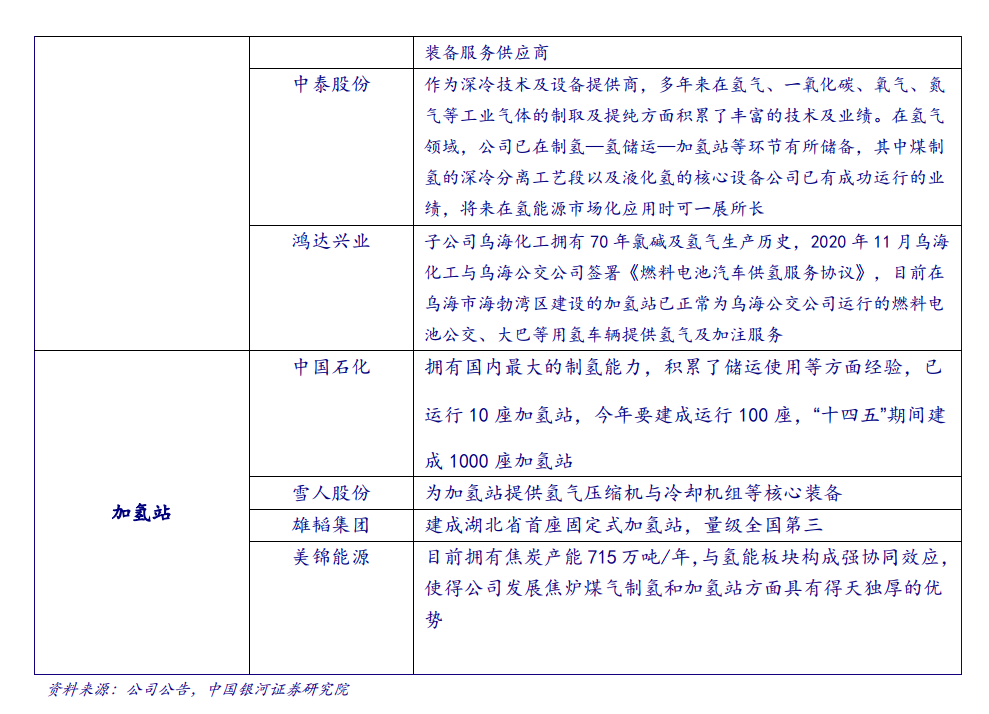 装备服务供应商
中泰股份
作为深冷技术及设备提供商，多年来在氢气、一氧化碳、氧气、氮
气等工业气体的制取及提纯方面积累了丰富的技术及业绩。在氢气
领域，公司已在制氢—氢储运—加氢站等环节有所储备，其中煤制
氢的深冷分离工艺段以及液化氢的核心设备公司已有成功运行的业
绩，将来在氢能源市场化应用时可一展所长
鸿达兴业
子公司乌海化工拥有 70 年氯碱及氢气生产历史，2020 年 11 月乌海
化工与乌海公交公司签署《燃料电池汽车供氢服务协议》，目前在
乌海市海勃湾区建设的加氢站已正常为乌海公交公司运行的燃料电
池公交、大巴等用氢车辆提供氢气及加注服务
加氢站
中国石化
拥有国内最大的制氢能力，积累了储运使用等方面经验，已
运行 10 座加氢站，今年要建成运行 100 座，“十四五”期间建
成 1000 座加氢站
雪人股份
为加氢站提供氢气压缩机与冷却机组等核心装备
雄韬集团
建成湖北省首座固定式加氢站，量级全国第三
美锦能源
目前拥有焦炭产能 715 万吨/年，与氢能板块构成强协同效应，
使得公司发展焦炉煤气制氢和加氢站方面具有得天独厚的优
势
资料来源：公司公告，中国银河证券研究院